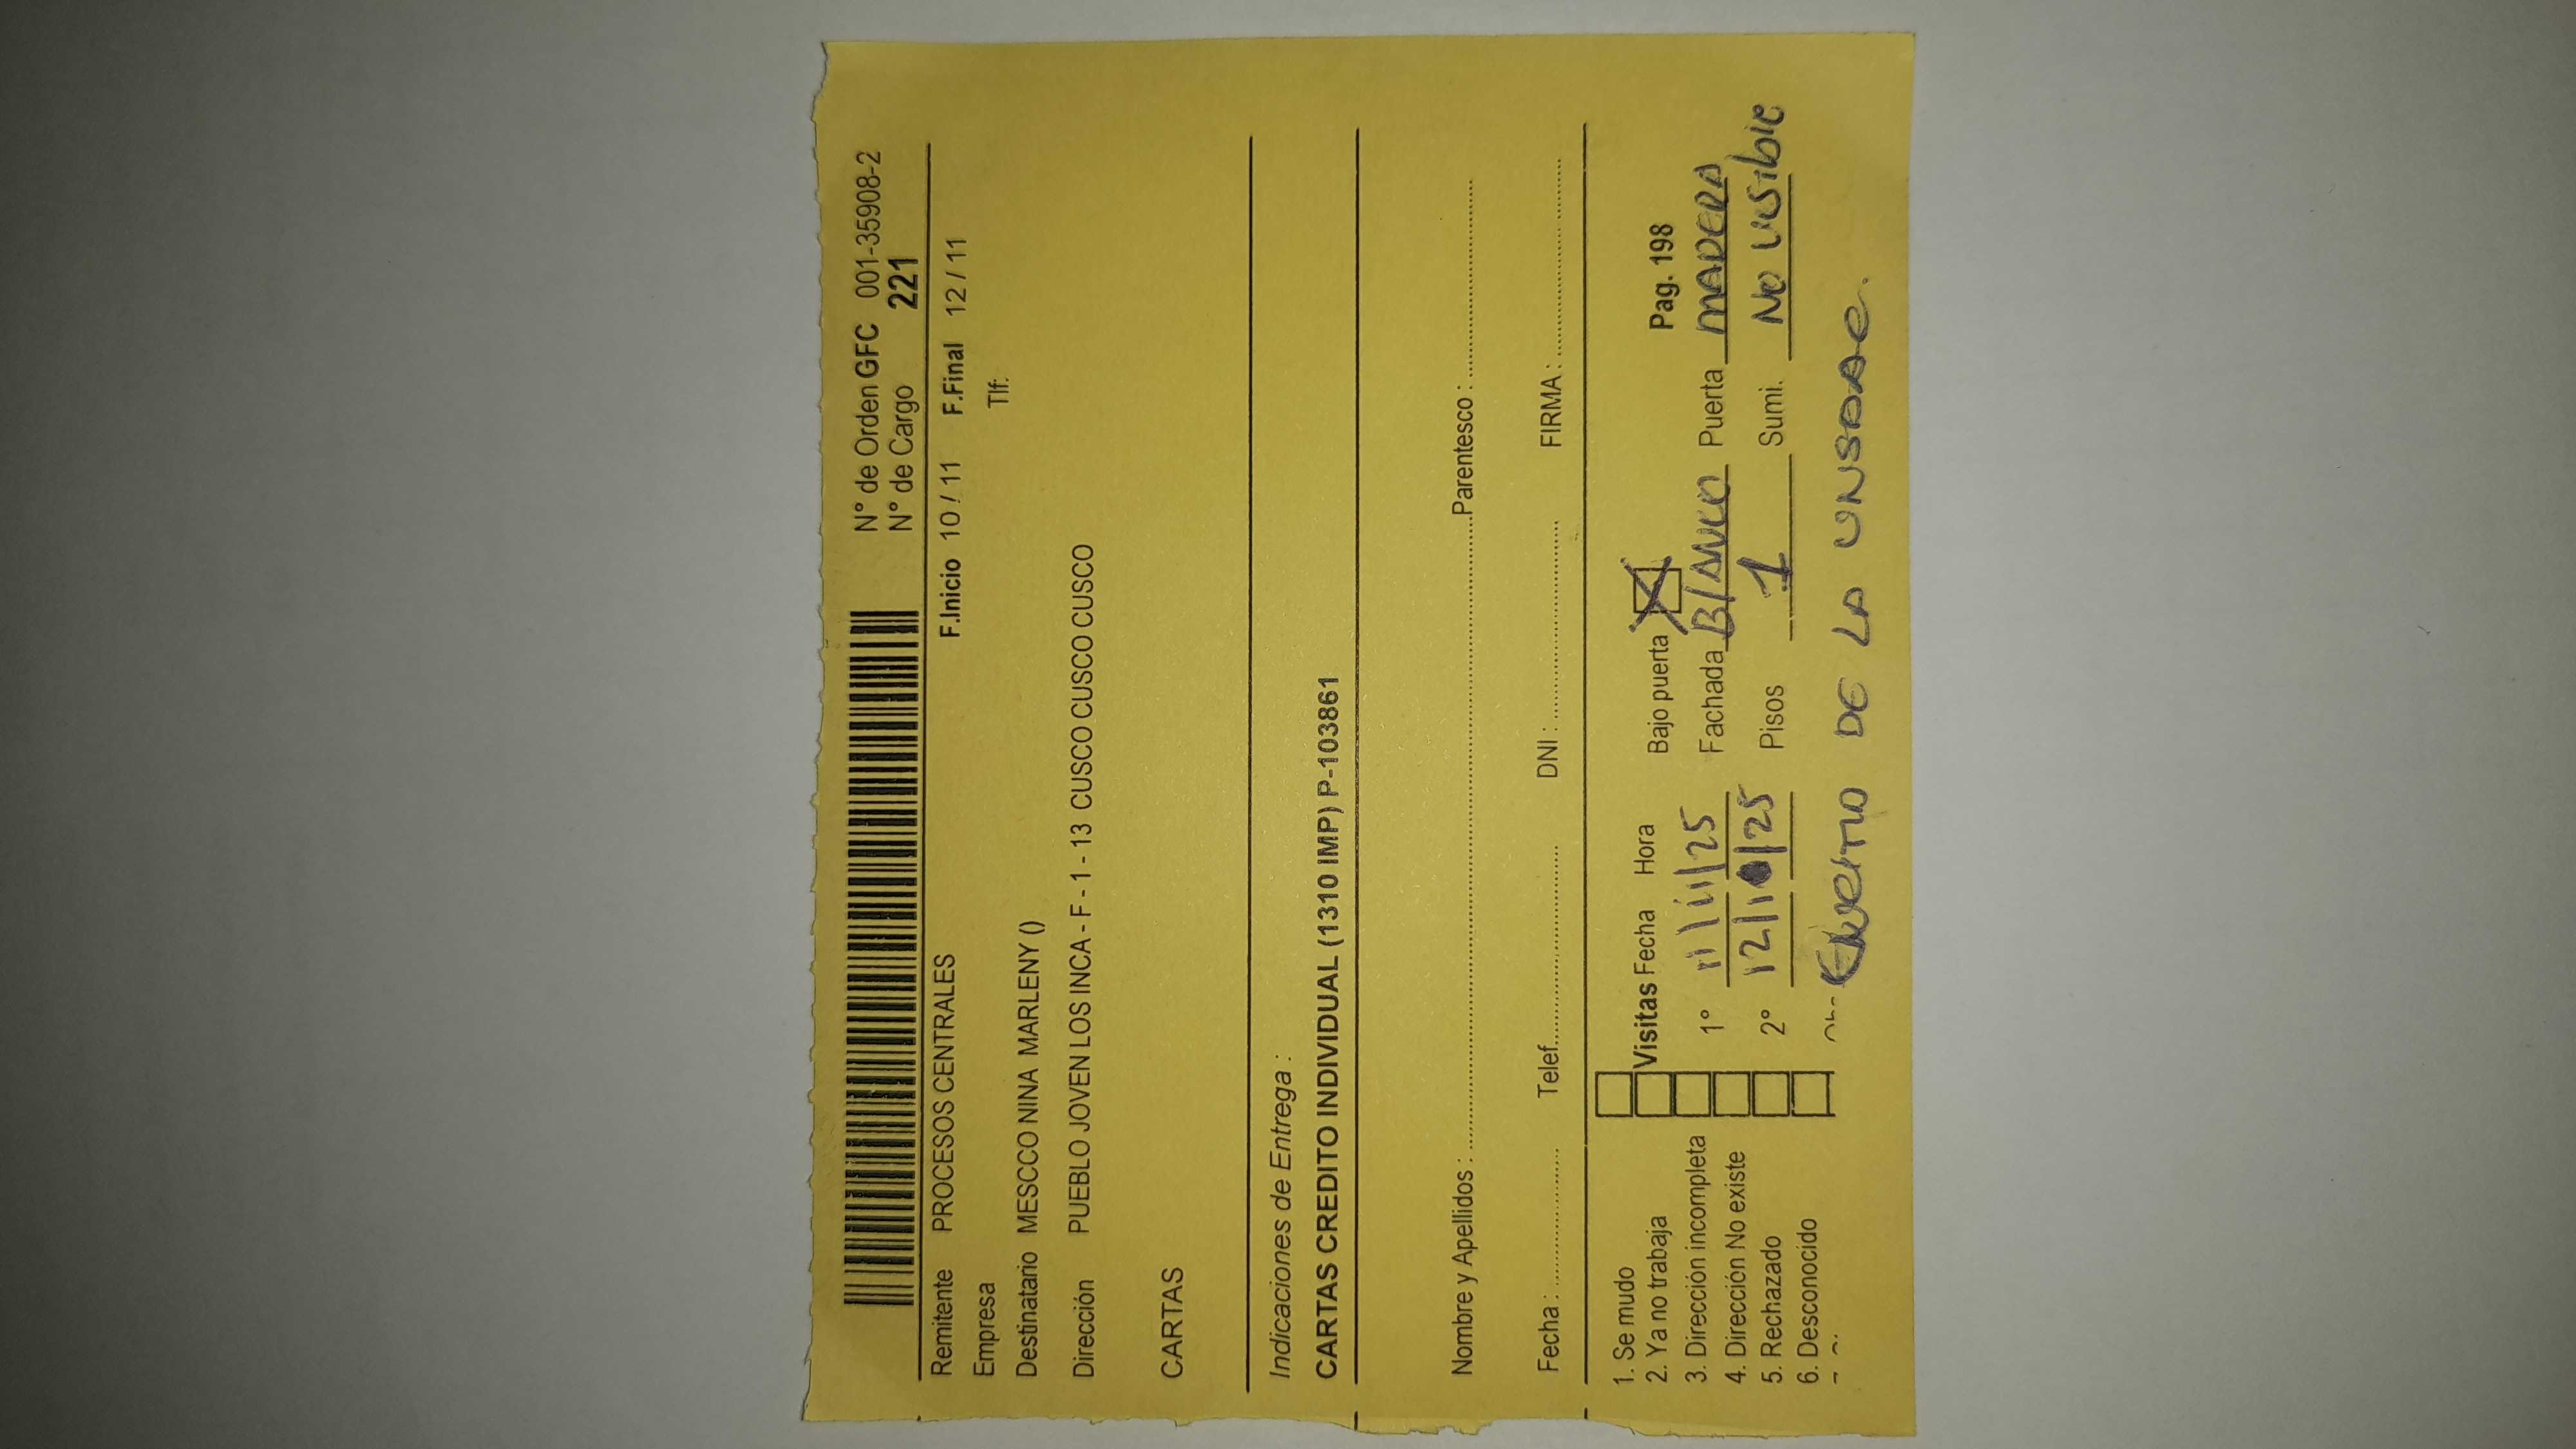 N° de Orden GFC 001-35908-2
N° de Cargo 221
Remitente PROCESOS CENTRALES F.Inicio 10 / 11 F.Final 12 / 11
Empresa Tlf:
Destinatario MESCCO NINA MARLENY ()
Dirección PUEBLO JOVEN LOS INCA - F - 1 - 13 CUSCO CUSCO CUSCO CUSCO
CARTAS
Indicaciones de Entrega :
CARTAS CREDITO INDIVIDUAL (1310 IMP) P-103861
Nombre y Apellidos : Parentesco :
Fecha : Telef. DNI : FIRMA :
1. Se mudo
2. Ya no trabaja Visitas Fecha Hora Bajo puerta X Pag. 198
3. Dirección incompleta 1° 11/11/25 Fachada Blanco Puerta MADERA
4. Dirección No existe
5. Rechazado 2° 12/1 /25 Pisos 1 Sumi. No visible
6. Desconocido
DE LA